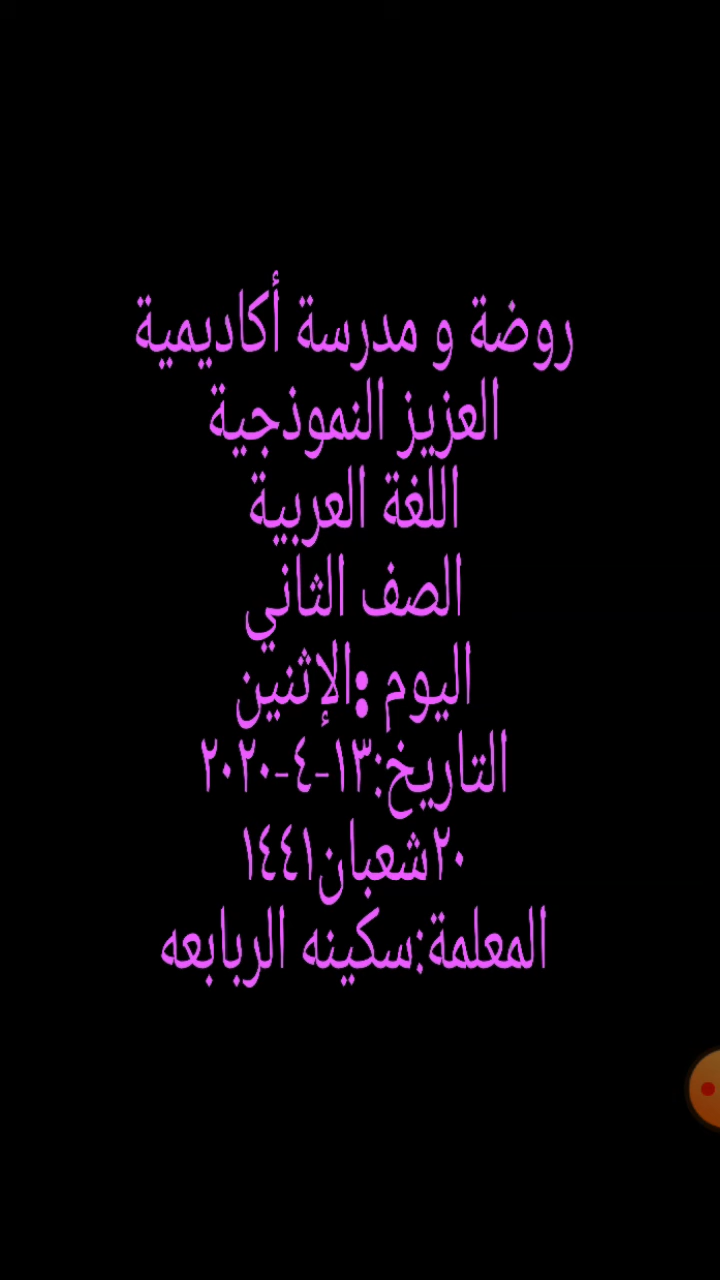 روضة و مدرسة أكاديمية
العزيز النموذجية
اللغة العربية
الصف الثاني
اليوم :الإثنين
التاريخ:١٣-٤-٢٠٢٠
٢٠شعبان١٤٤١
المعلمة:سكينه الربابعه